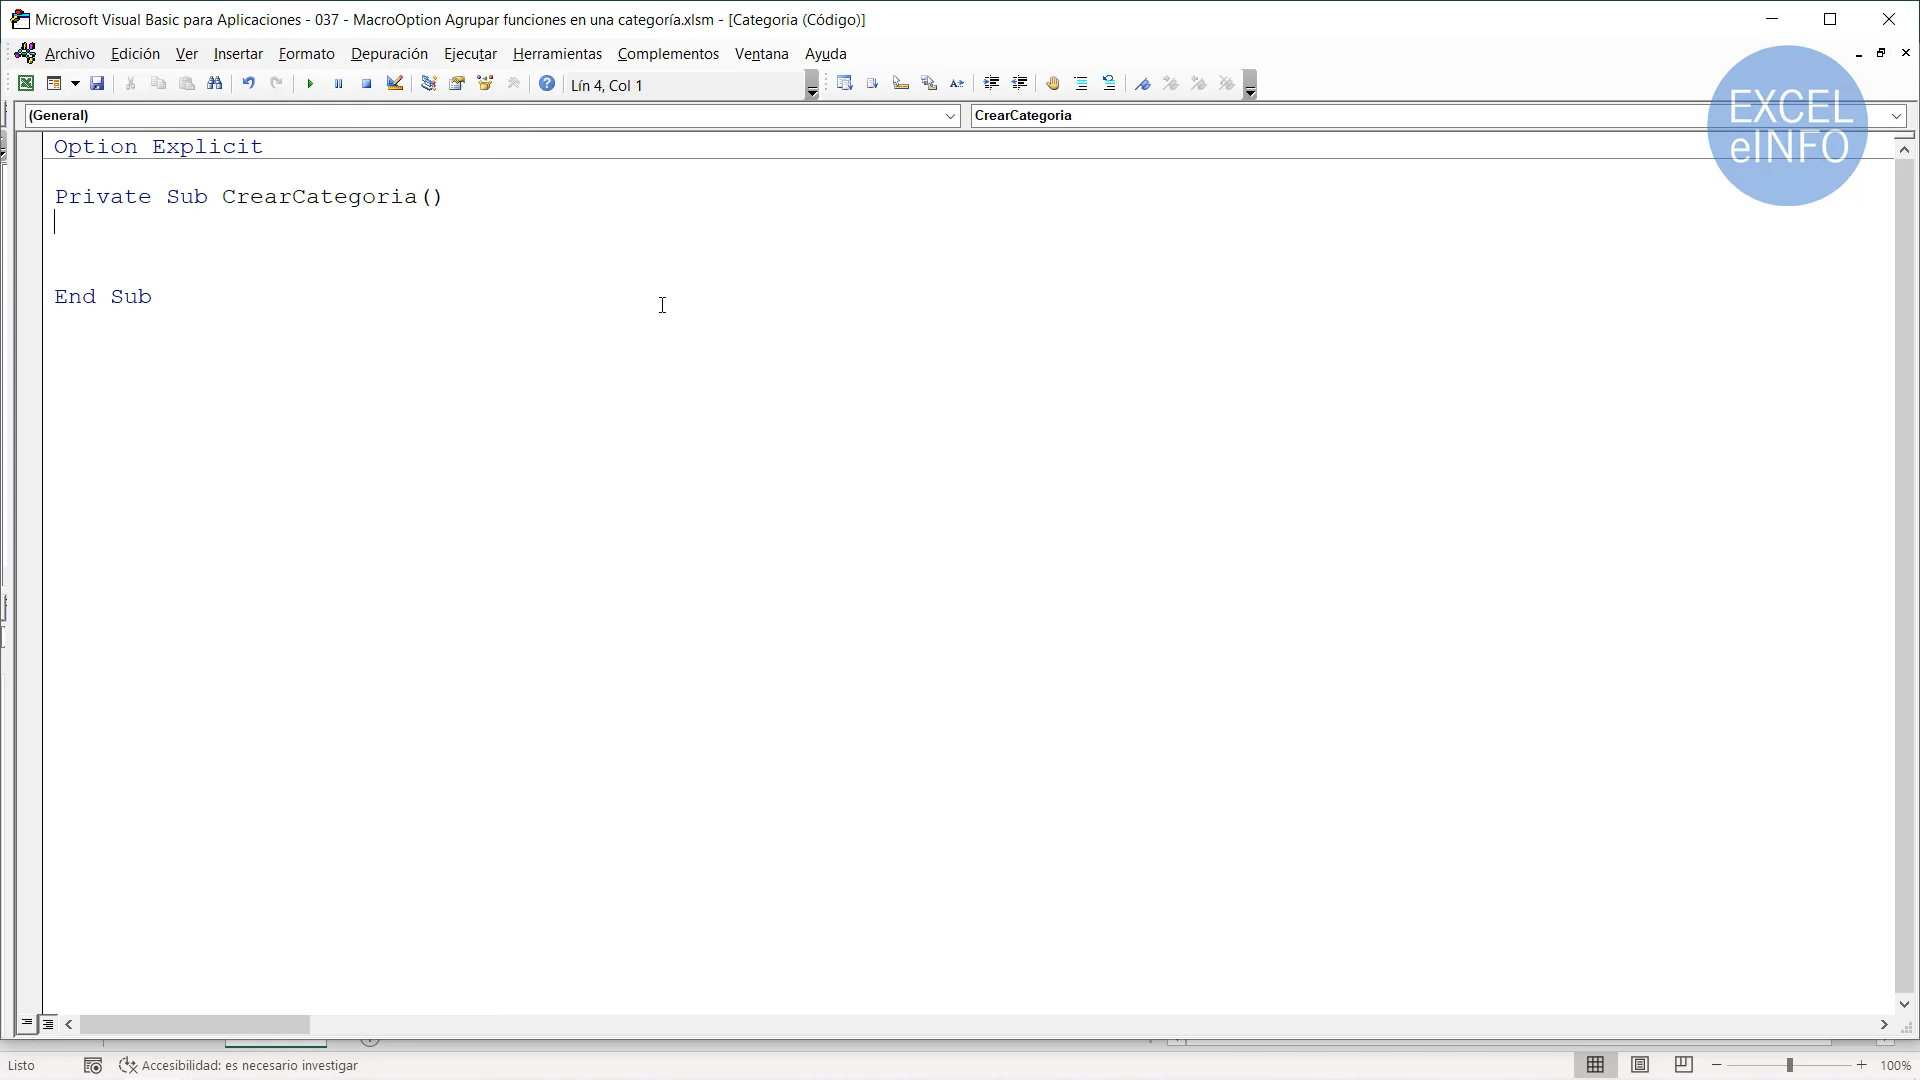 Microsoft Visual Basic para Aplicaciones - 037 - MacroOption Agrupar funciones en una categoría.xlsm - [Categoria (Código)]
Archivo Edición Ver Insertar Formato Depuración Ejecutar Herramientas Complementos Ventana Ayuda
Lín 4, Col 1
(General) CrearCategoria
EXCEL
eINFO
Option Explicit
Private Sub CrearCategoria()
End Sub
Listo Accesibilidad: es necesario investigar 100%